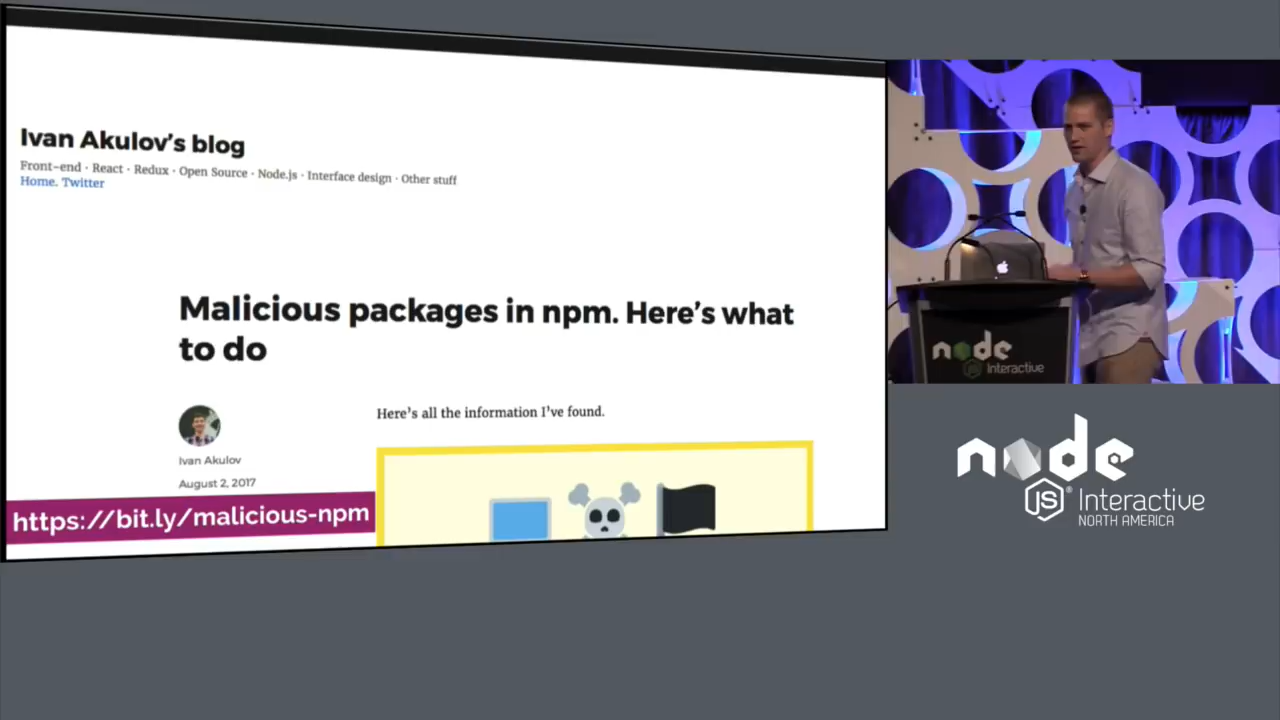 Ivan Akulov's blog
Front-end · React · Redux · Open Source · Node.js · Interface design · Other stuff
Home. Twitter
Malicious packages in npm. Here's what
to do
Here's all the information I've found.
Ivan Akulov
August 2, 2017
https://bit.ly/malicious-npm
node
JS Interactive
node
JS® Interactive
NORTH AMERICA